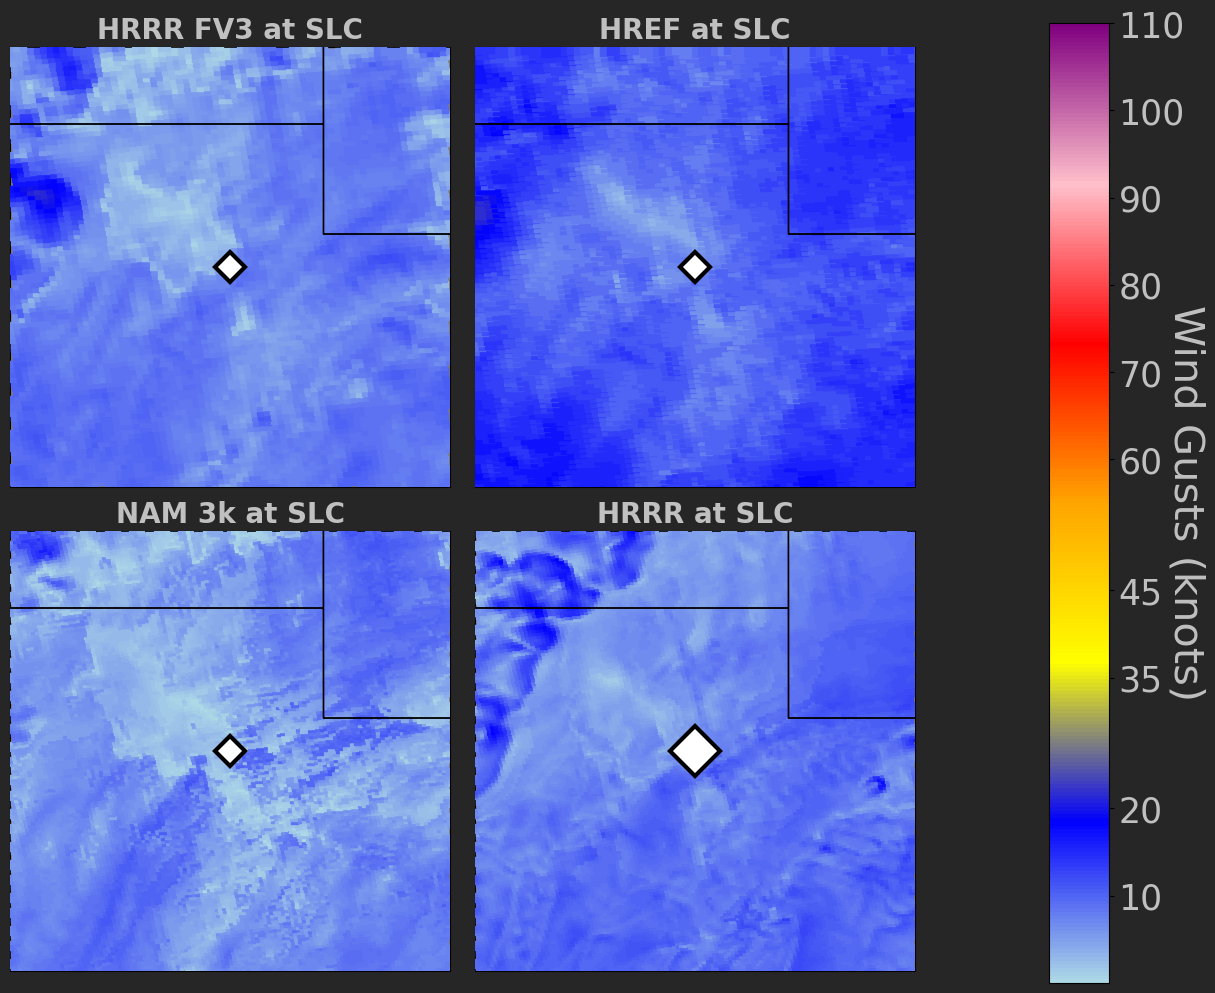 HRRR FV3 at SLC
HREF at SLC
NAM 3k at SLC
HRRR at SLC
110
100
90
80
70
60
45
35
20
10
Wind Gusts (knots)